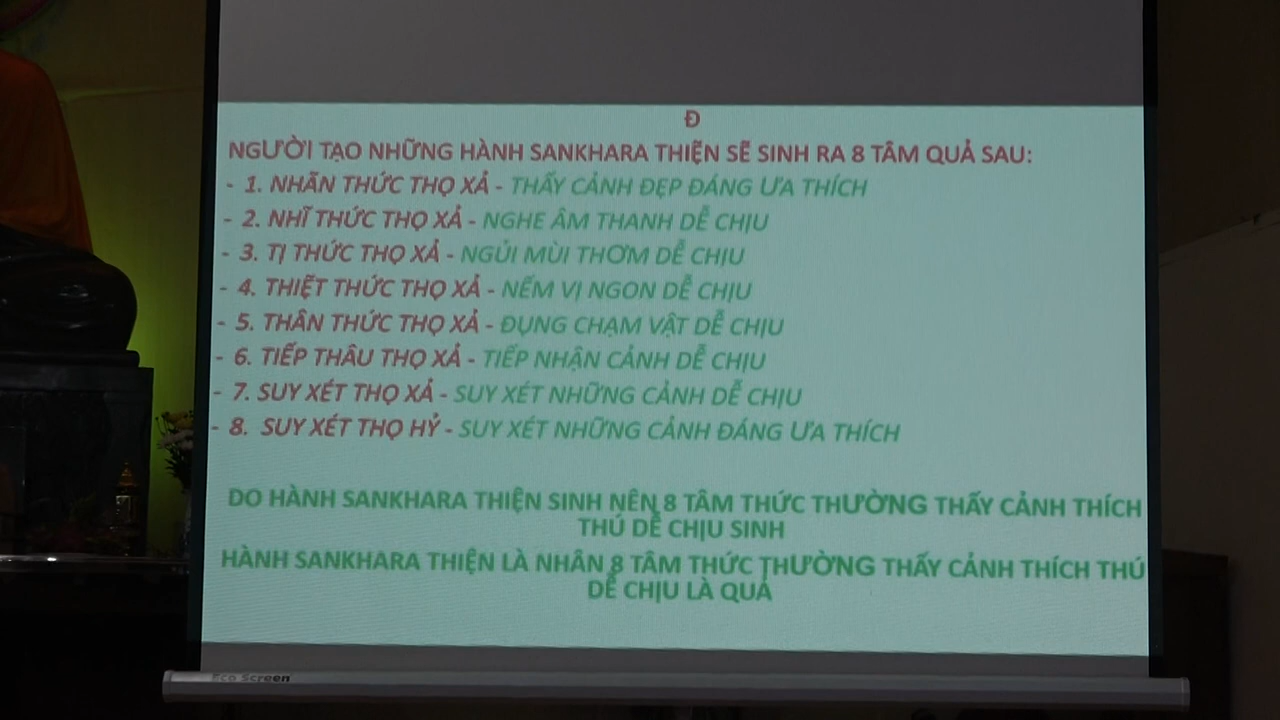 Đ
NGƯỜI TẠO NHỮNG HÀNH SANKHARA THIỆN SẼ SINH RA 8 TÂM QUẢ SAU:
- 1. NHÃN THỨC THỌ XẢ - THẤY CẢNH ĐẸP ĐÁNG ƯA THÍCH
- 2. NHĨ THỨC THỌ XẢ - NGHE ÂM THANH DỄ CHỊU
- 3. TỊ THỨC THỌ XẢ - NGỦI MÙI THƠM DỄ CHỊU
- 4. THIỆT THỨC THỌ XẢ - NẾM VỊ NGON DỄ CHỊU
- 5. THÂN THỨC THỌ XẢ - ĐỤNG CHẠM VẬT DỄ CHỊU
- 6. TIẾP THÂU THỌ XẢ - TIẾP NHẬN CẢNH DỄ CHỊU
- 7. SUY XÉT THỌ XẢ - SUY XÉT NHỮNG CẢNH DỄ CHỊU
- 8. SUY XÉT THỌ HỶ - SUY XÉT NHỮNG CẢNH ĐÁNG ƯA THÍCH
DO HÀNH SANKHARA THIỆN SINH NÊN 8 TÂM THỨC THƯỜNG THẤY CẢNH THÍCH
THÚ DỄ CHỊU SINH
HÀNH SANKHARA THIỆN LÀ NHÂN 8 TÂM THỨC THƯỜNG THẤY CẢNH THÍCH THÚ
DỄ CHỊU LÀ QUẢ
Eco Screen